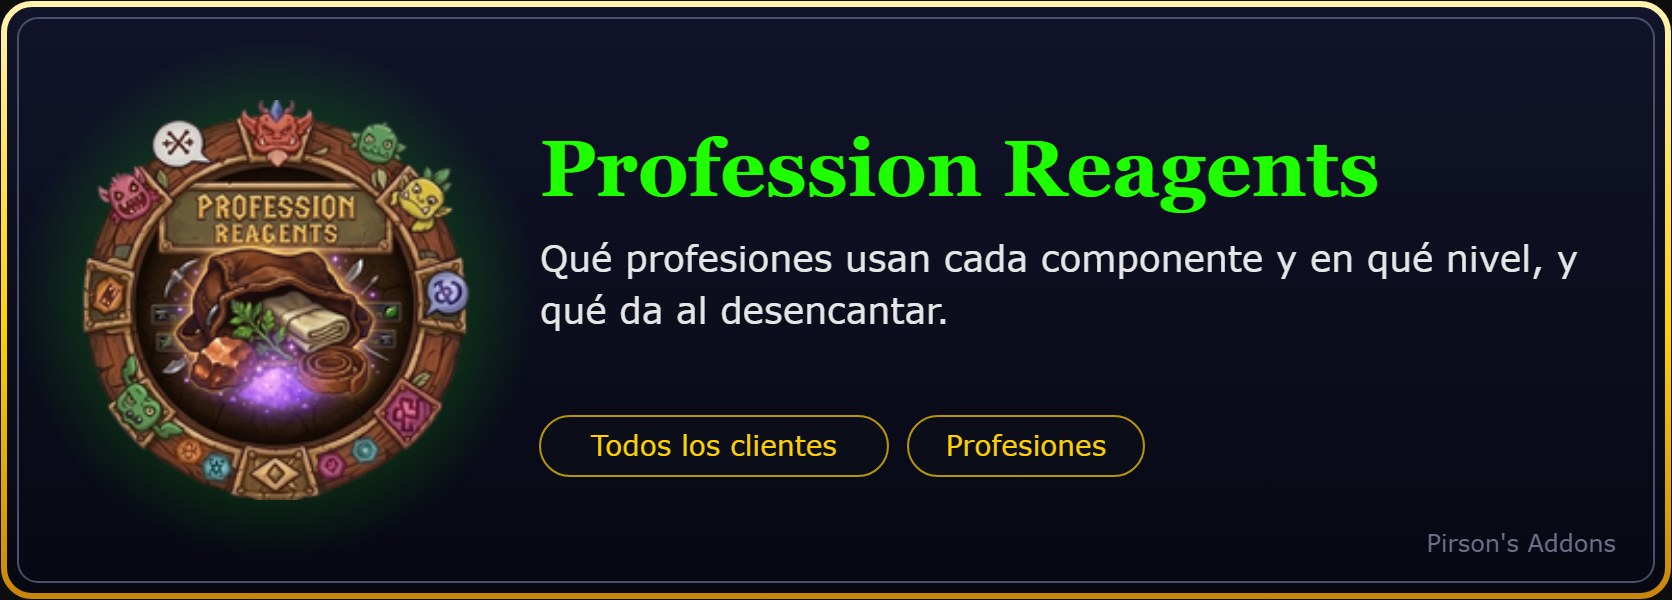 PROFESSION
REAGENTS
Profession Reagents
Qué profesiones usan cada componente y en qué nivel, y
qué da al desencantar.
Todos los clientes
Profesiones
Pirson's Addons